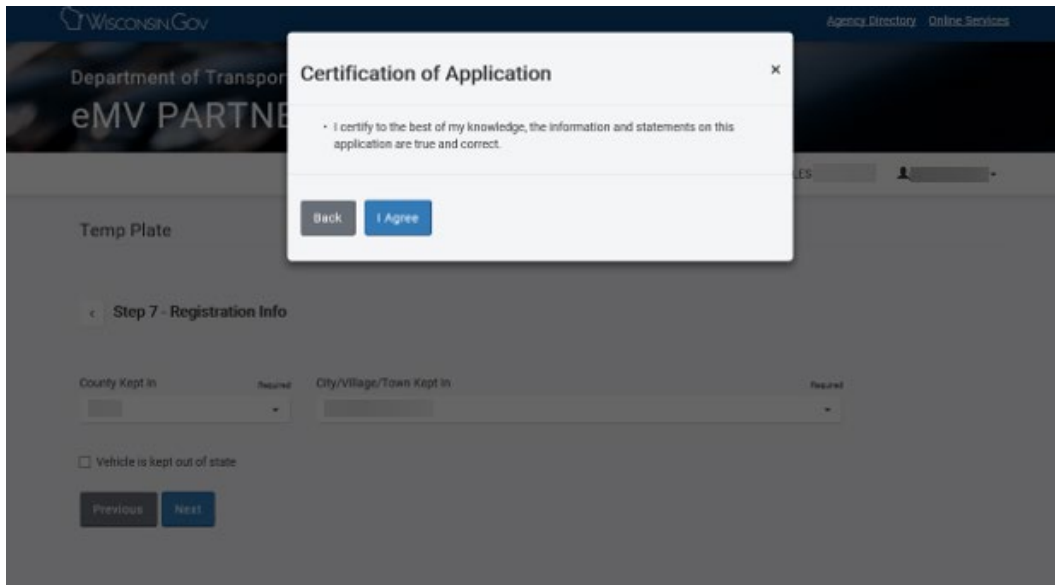 WISCONSIN.GOV
Agency Directory Online Services
Department of Transpor
eMV PARTNE
Certification of Application
×
• I certify to the best of my knowledge, the information and statements on this
application are true and correct.
LES
Back I Agree
Temp Plate
‹ Step 7 - Registration Info
County Kept In Required City/Village/Town Kept In Required
Vehicle is kept out of state
Previous Next